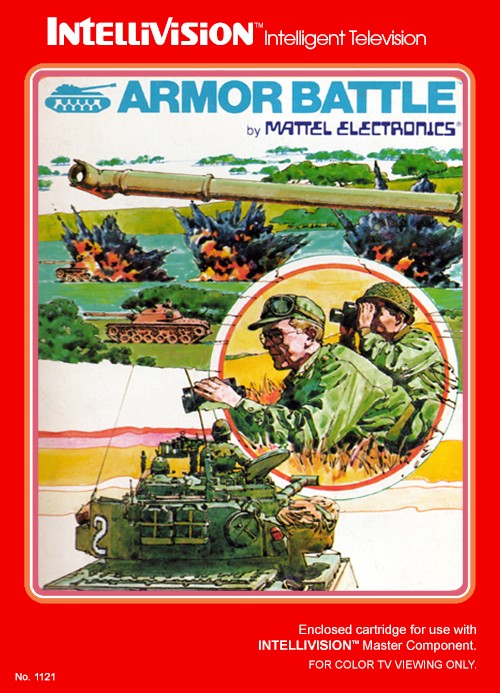 INTELLIVISION™ Intelligent Television
ARMOR BATTLE™
by MATTEL ELECTRONICS®
2
Enclosed cartridge for use with
INTELLIVISION™ Master Component.
FOR COLOR TV VIEWING ONLY.
No. 1121